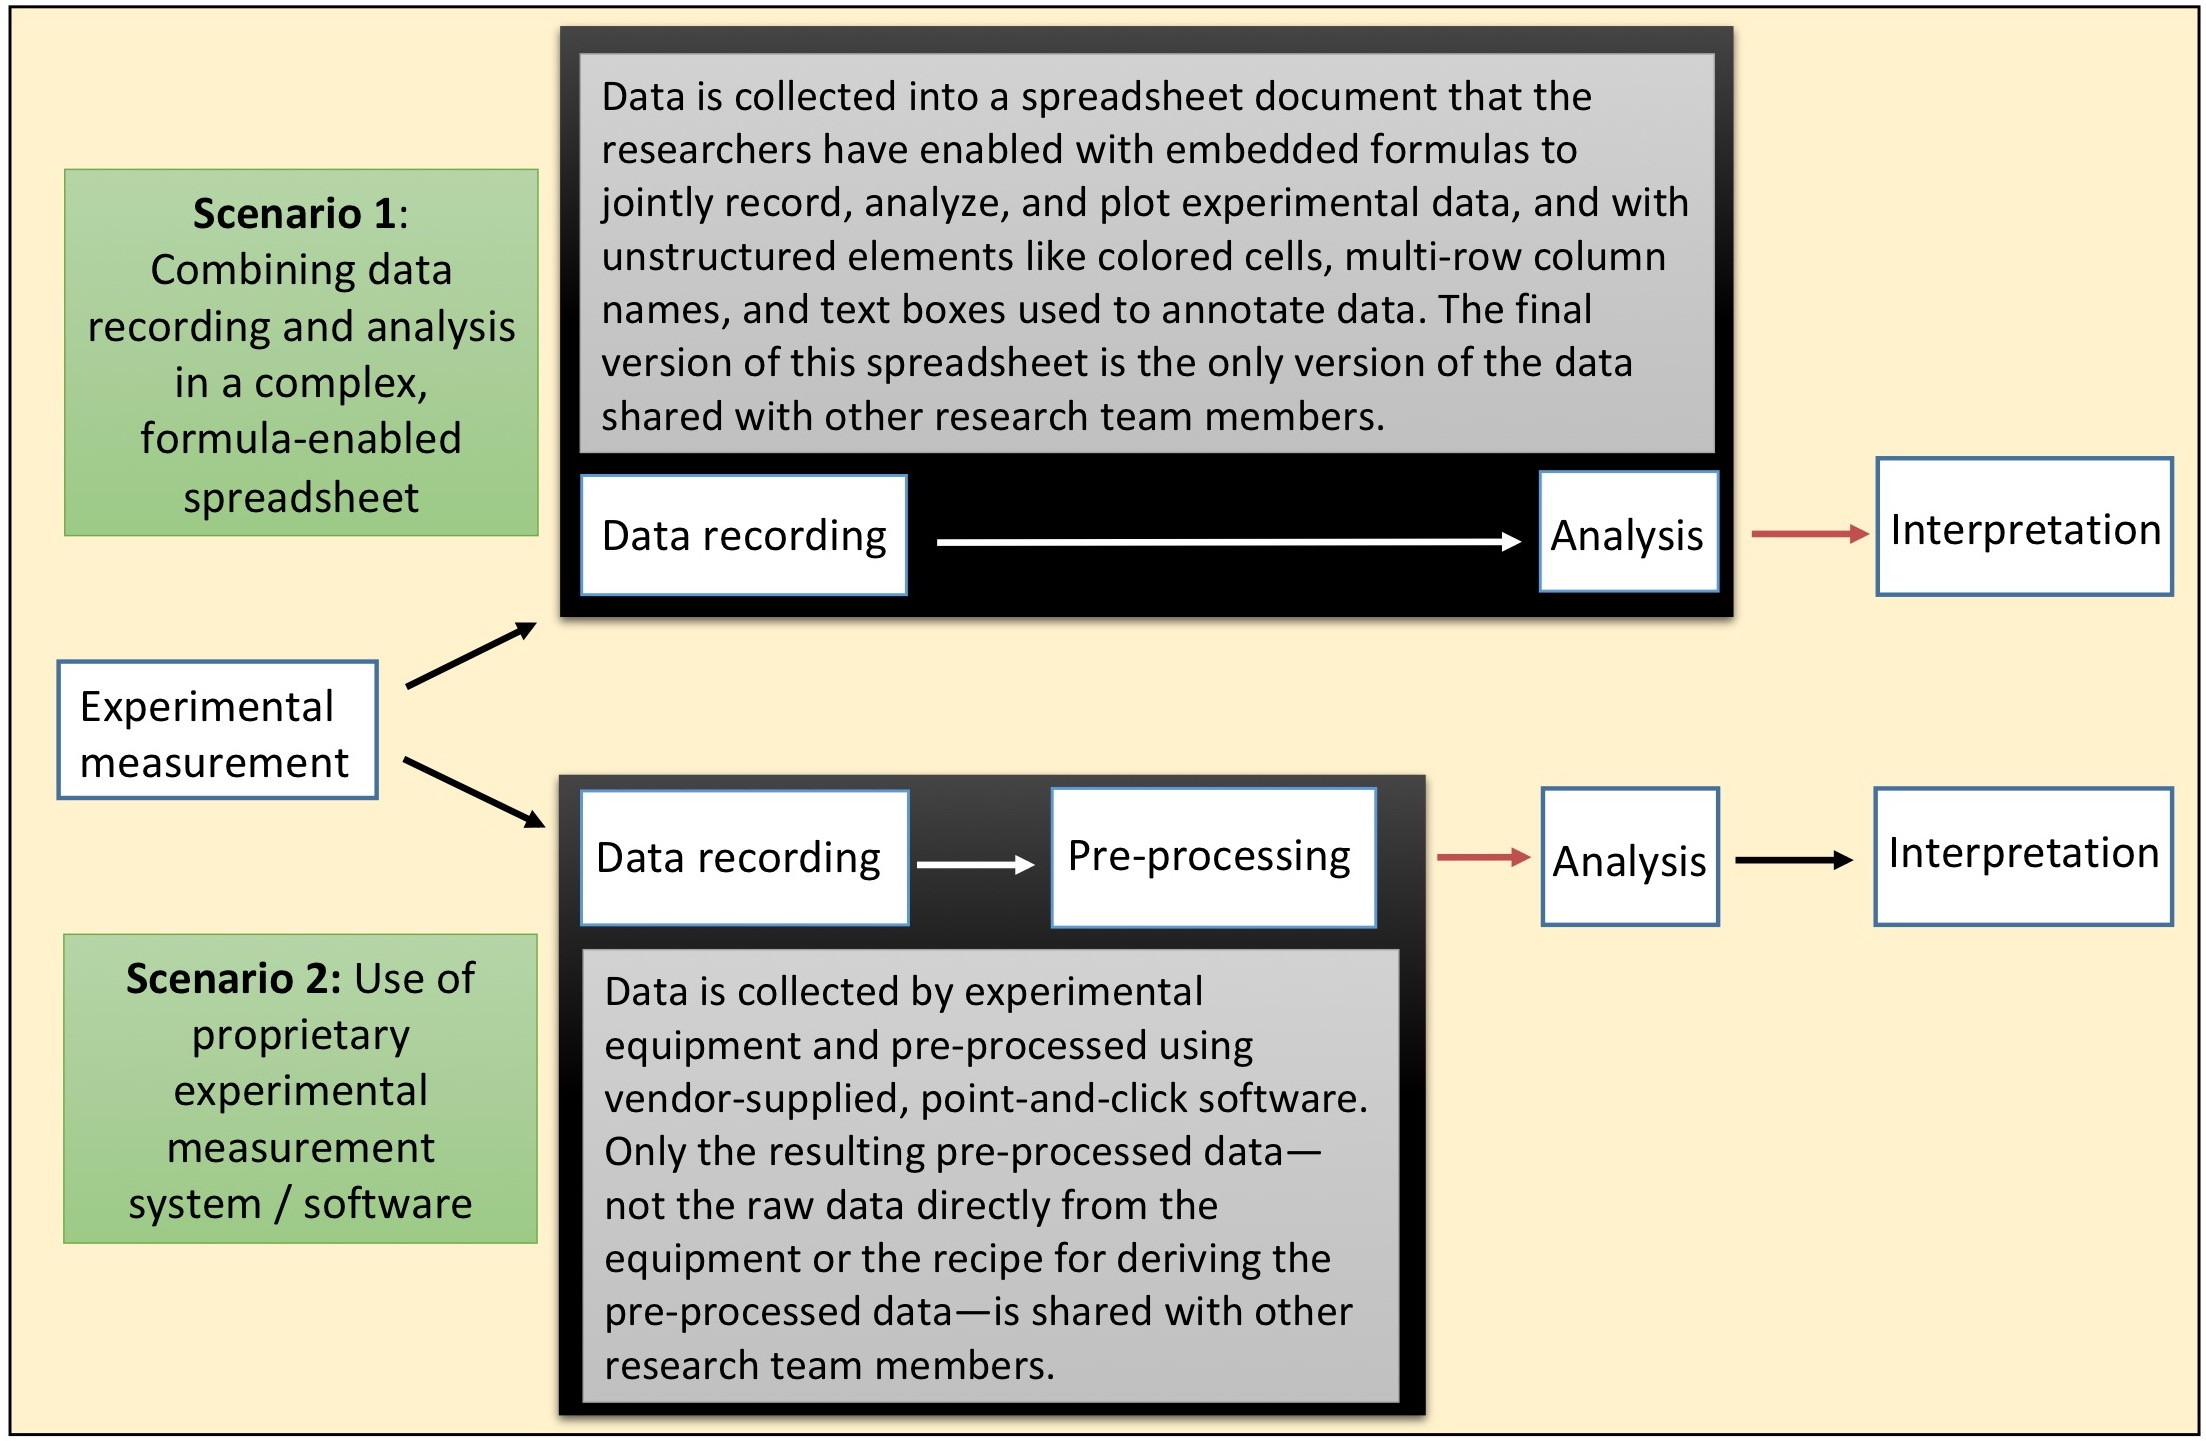 Scenario 1:
Combining data
recording and analysis
in a complex,
formula-enabled
spreadsheet
Data is collected into a spreadsheet document that the
researchers have enabled with embedded formulas to
jointly record, analyze, and plot experimental data, and with
unstructured elements like colored cells, multi-row column
names, and text boxes used to annotate data. The final
version of this spreadsheet is the only version of the data
shared with other research team members.
Data recording
Analysis
Interpretation
Experimental
measurement
Data recording
Pre-processing
Analysis
Interpretation
Scenario 2: Use of
proprietary
experimental
measurement
system / software
Data is collected by experimental
equipment and pre-processed using
vendor-supplied, point-and-click software.
Only the resulting pre-processed data—
not the raw data directly from the
equipment or the recipe for deriving the
pre-processed data—is shared with other
research team members.